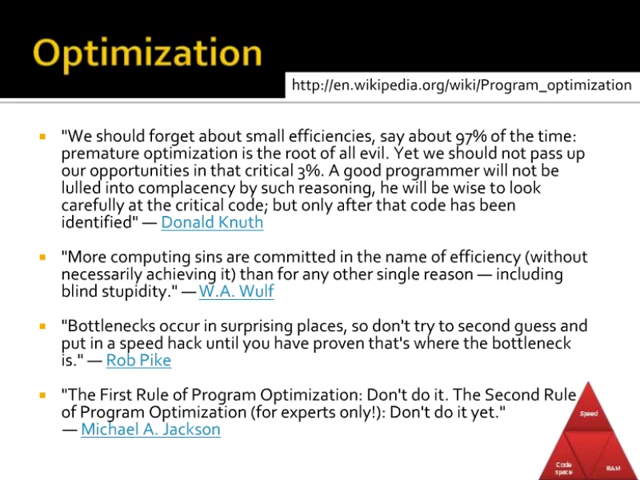 Optimization
http://en.wikipedia.org/wiki/Program_optimization
"We should forget about small efficiencies, say about 97% of the time:
premature optimization is the root of all evil. Yet we should not pass up
our opportunities in that critical 3%. A good programmer will not be
lulled into complacency by such reasoning, he will be wise to look
carefully at the critical code; but only after that code has been
identified" — Donald Knuth
"More computing sins are committed in the name of efficiency (without
necessarily achieving it) than for any other single reason — including
blind stupidity." — W.A. Wulf
"Bottlenecks occur in surprising places, so don't try to second guess and
put in a speed hack until you have proven that's where the bottleneck
is." — Rob Pike
"The First Rule of Program Optimization: Don't do it. The Second Rule
of Program Optimization (for experts only!): Don't do it yet."
— Michael A. Jackson
Speed
Code
space
RAM